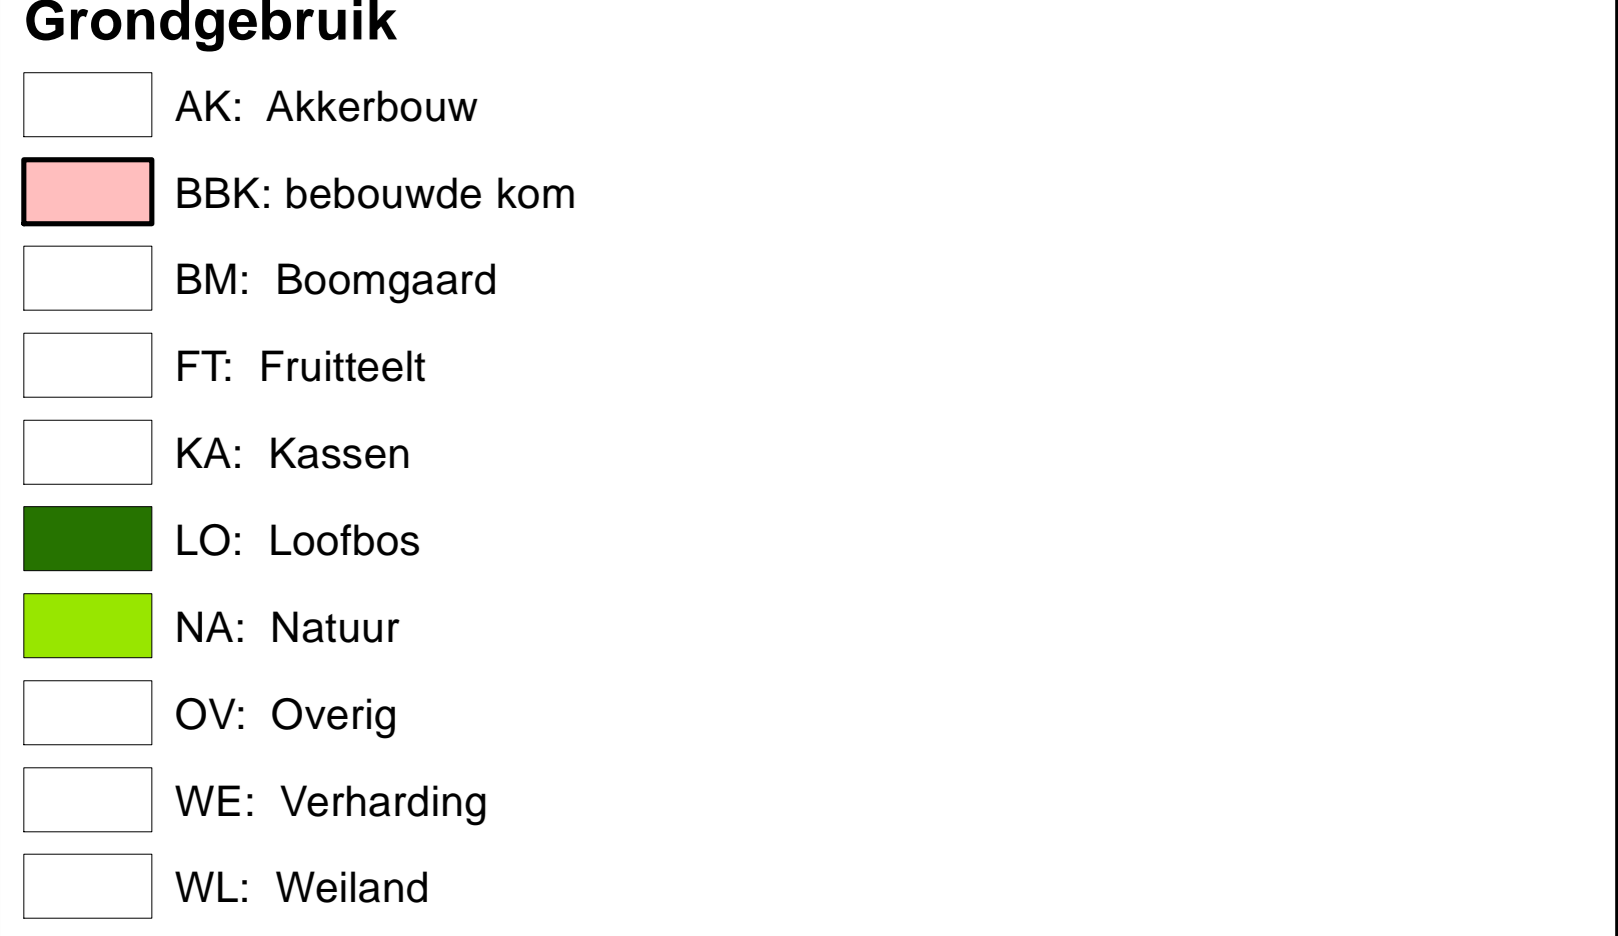 Grondgebruik
AK:  Akkerbouw
BBK: bebouwde kom
BM:  Boomgaard
FT:  Fruitteelt
KA:  Kassen
LO:  Loofbos
NA:  Natuur
OV:  Overig
WE:  Verharding
WL:  Weiland